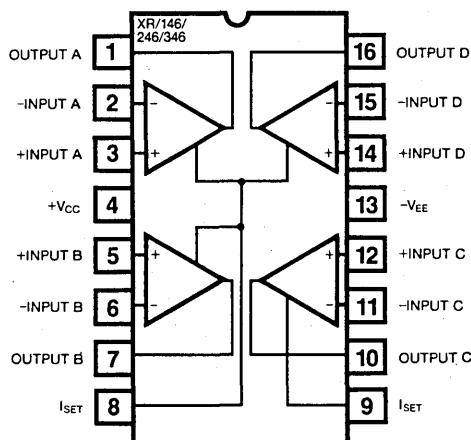 XR/146/
246/346
OUTPUT A 1 16 OUTPUT D
–INPUT A 2 – – 15 –INPUT D
+INPUT A 3 + + 14 +INPUT D
+VCC 4 13 –VEE
+INPUT B 5 + + 12 +INPUT C
–INPUT B 6 – – 11 –INPUT C
OUTPUT B 7 10 OUTPUT C
ISET 8 9 ISET